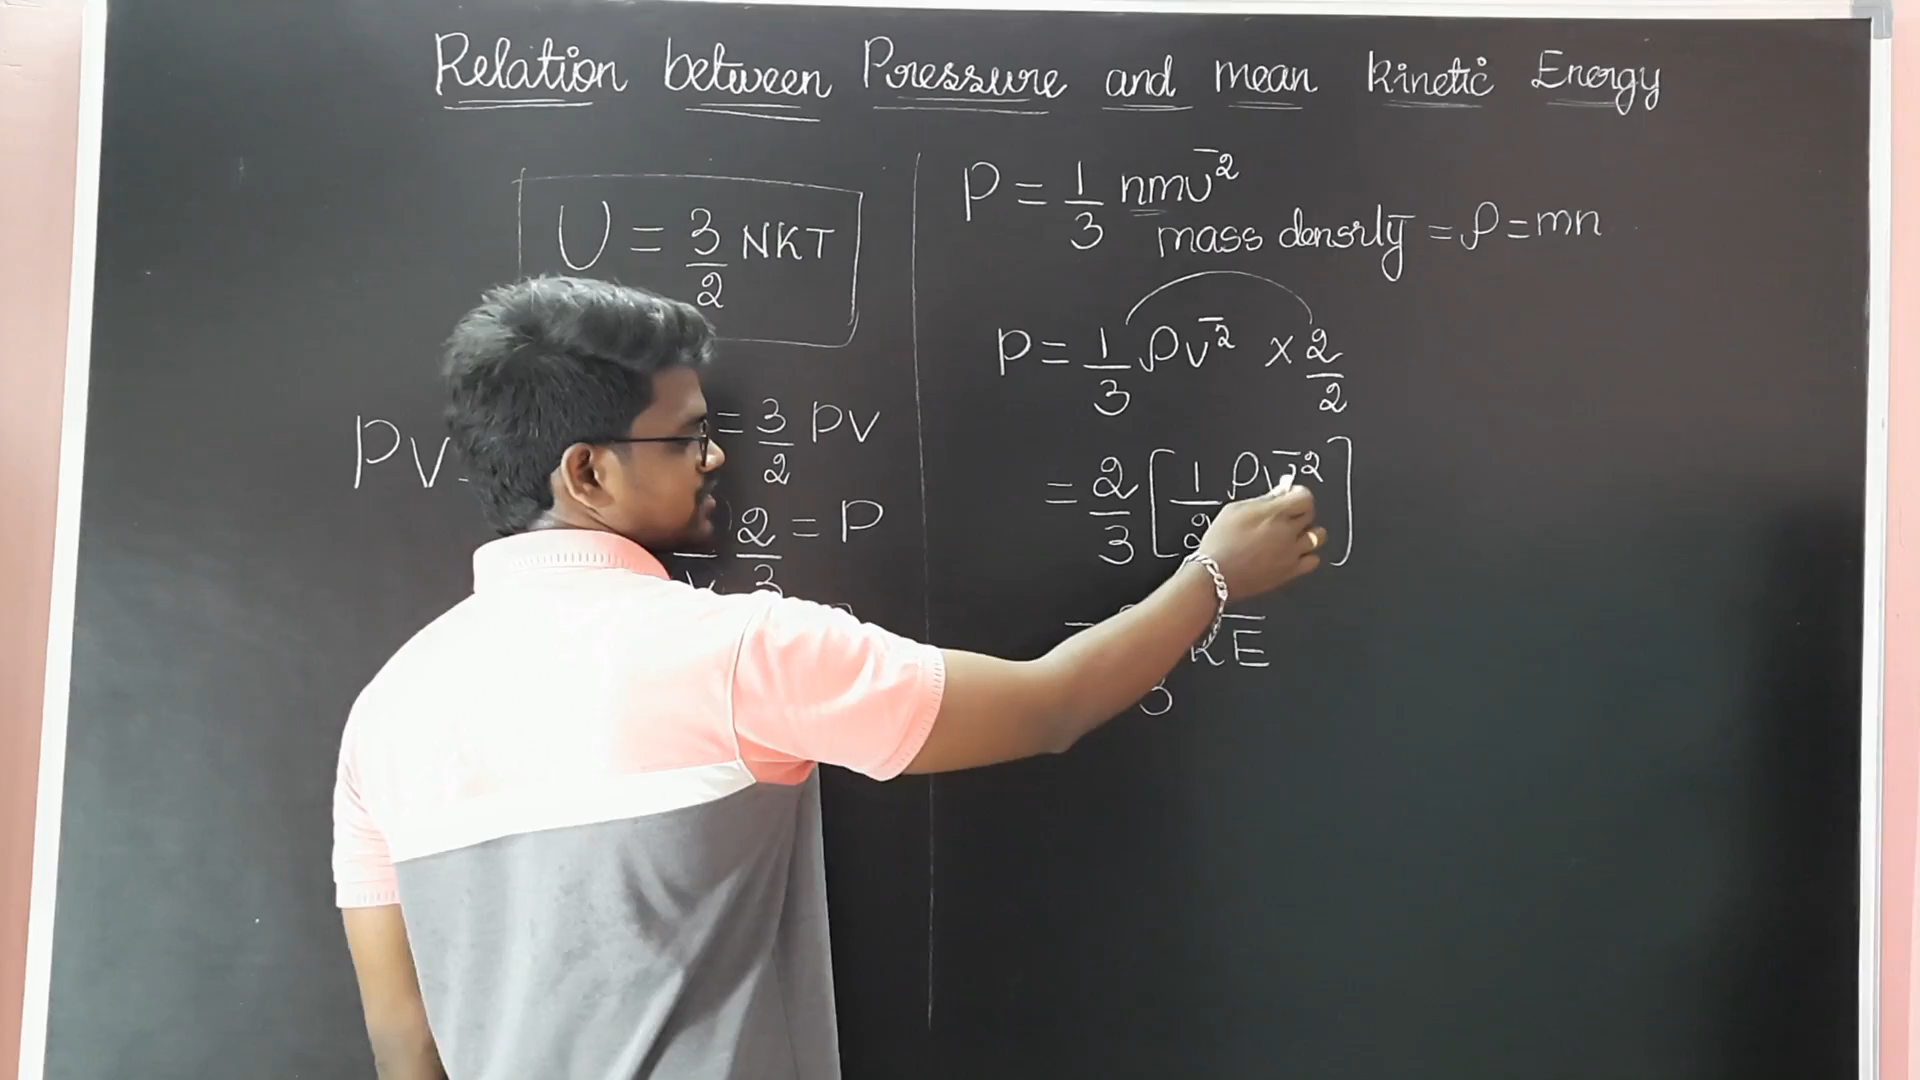 Relation between Pressure and mean kinetic Energy
U = 3/2 NKT
PV
= 3/2 PV
2/3 = P
P = 1/3 nmv̅²
mass density = ρ = mn
P = 1/3 ρv̅² × 2/2
= 2/3 [1/2 ρv̅²]
3 K̅E̅